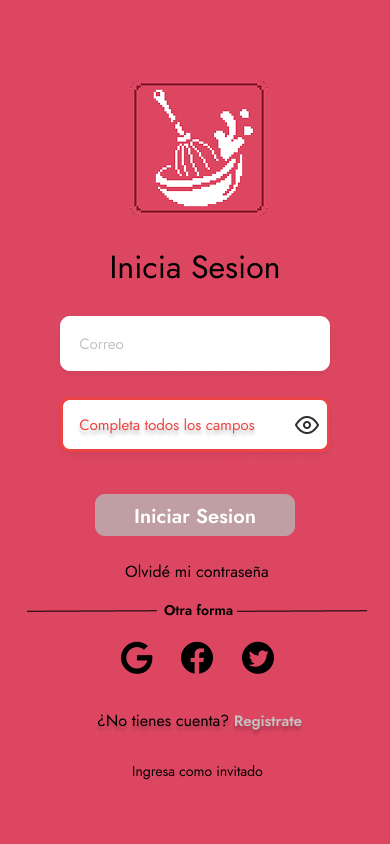 Inicia Sesion
Correo
Completa todos los campos
Iniciar Sesion
Olvidé mi contraseña
Otra forma
¿No tienes cuenta? Registrate
Ingresa como invitado